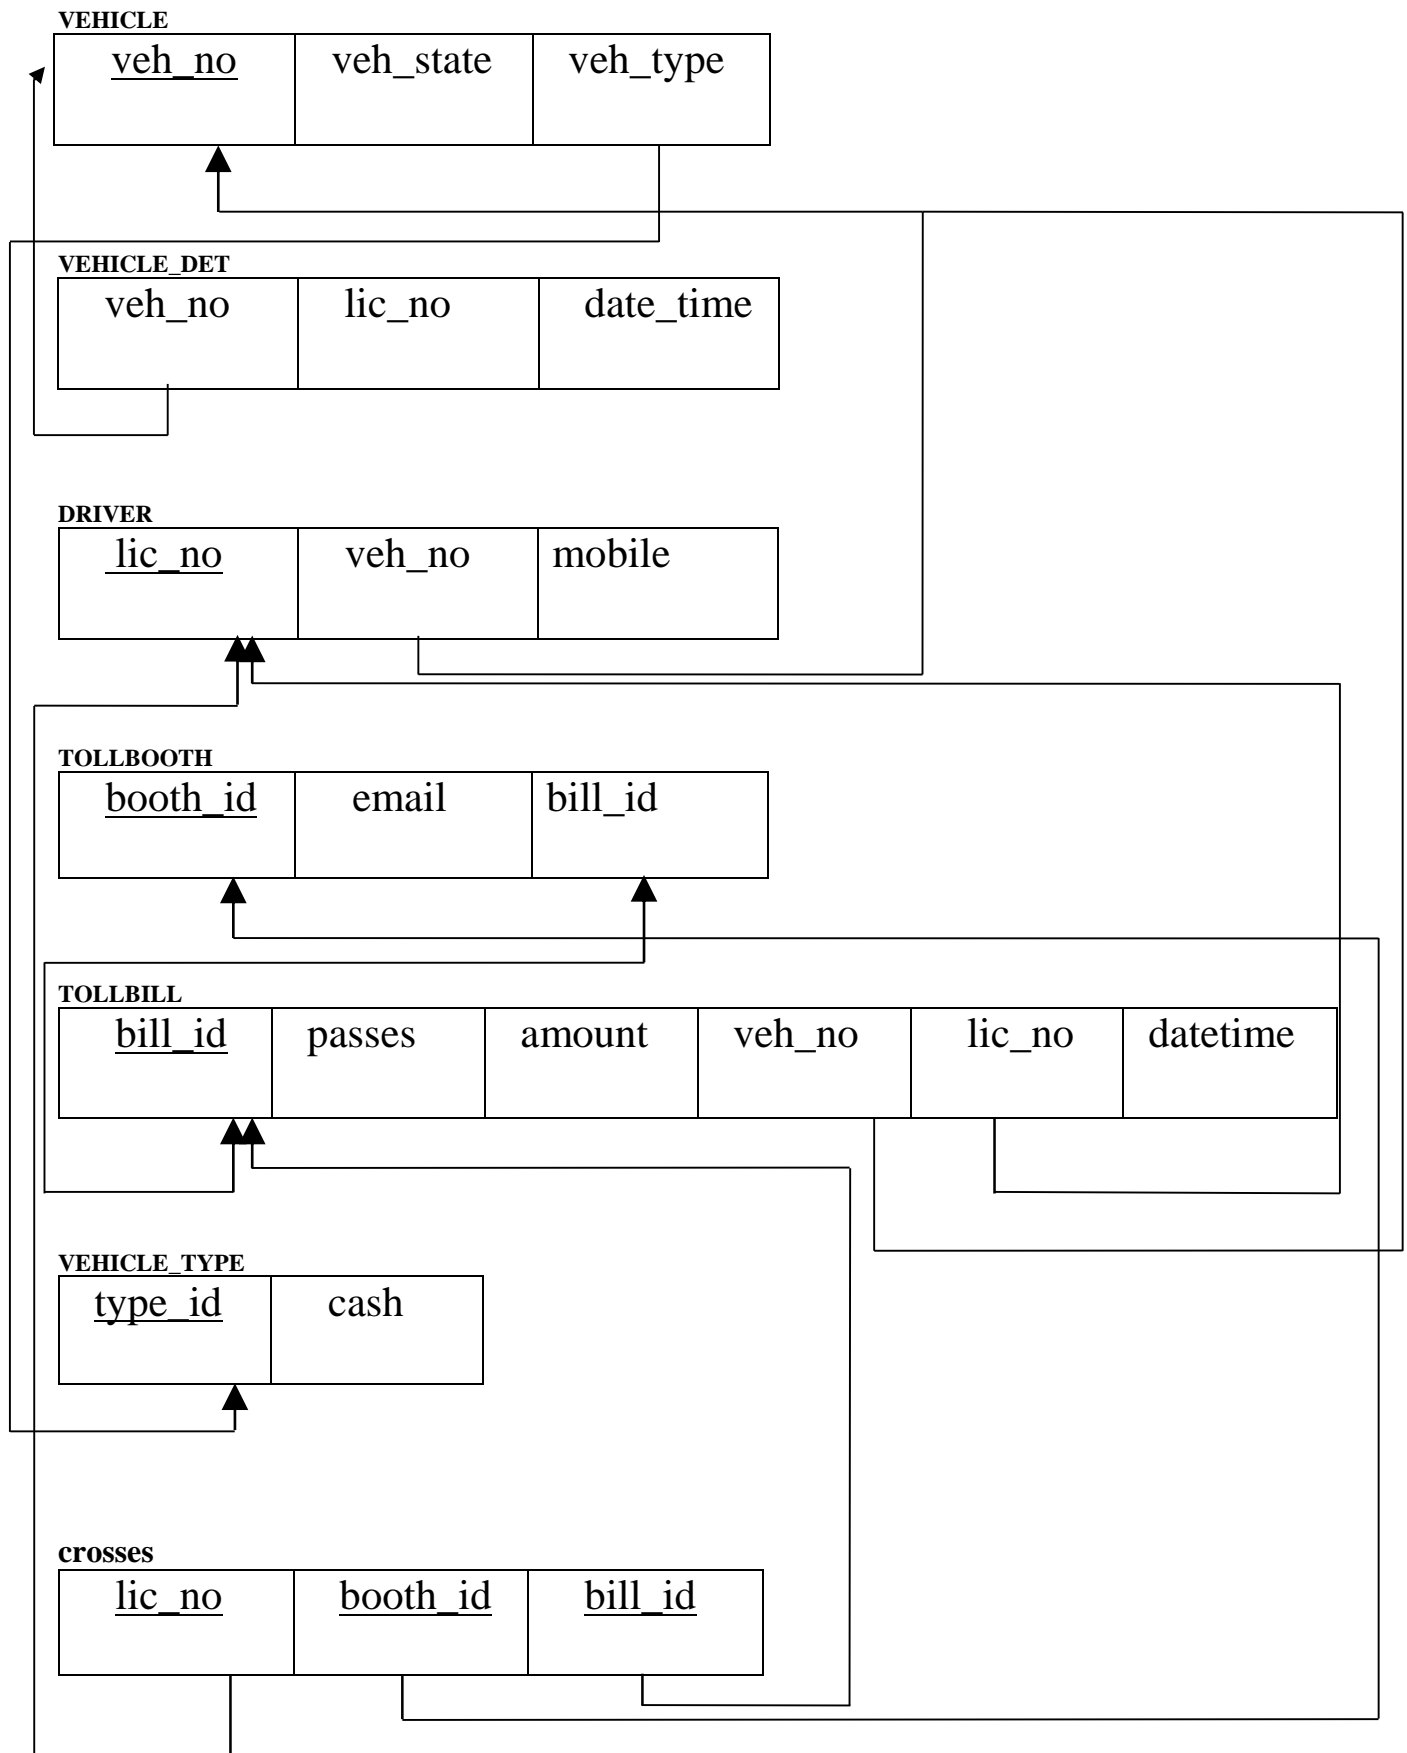 VEHICLE
veh_no veh_state veh_type
VEHICLE_DET
veh_no lic_no date_time
DRIVER
lic_no veh_no mobile
TOLLBOOTH
booth_id email bill_id
TOLLBILL
bill_id passes amount veh_no lic_no datetime
VEHICLE_TYPE
type_id cash
crosses
lic_no booth_id bill_id